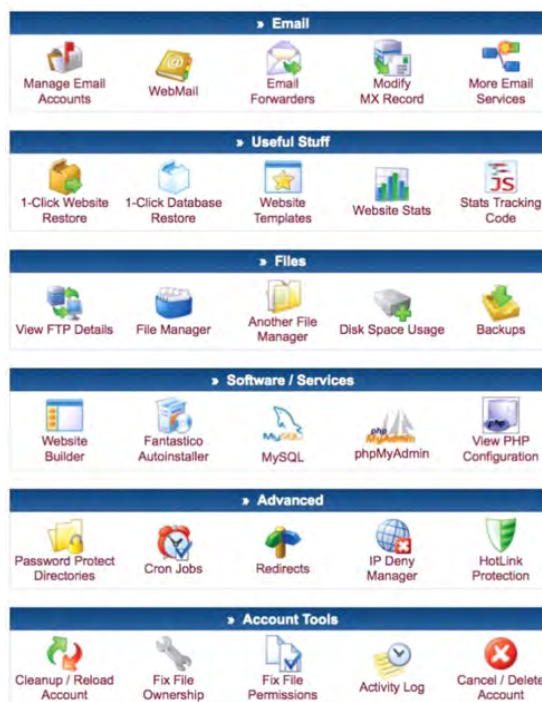 » Email
Manage Email
Accounts
WebMail
Email
Forwarders
Modify
MX Record
More Email
Services
» Useful Stuff
1-Click Website
Restore
1-Click Database
Restore
Website
Templates
Website Stats
JS
Stats Tracking
Code
» Files
View FTP Details
File Manager
Another File
Manager
Disk Space Usage
Backups
» Software / Services
Website
Builder
Fantastico
Autoinstaller
MySQL
MySQL
php
MyAdmin
phpMyAdmin
php
View PHP
Configuration
» Advanced
Password Protect
Directories
Cron Jobs
Redirects
IP Deny
Manager
HotLink
Protection
» Account Tools
Cleanup / Reload
Account
Fix File
Ownership
Fix File
Permissions
Activity Log
Cancel / Delete
Account